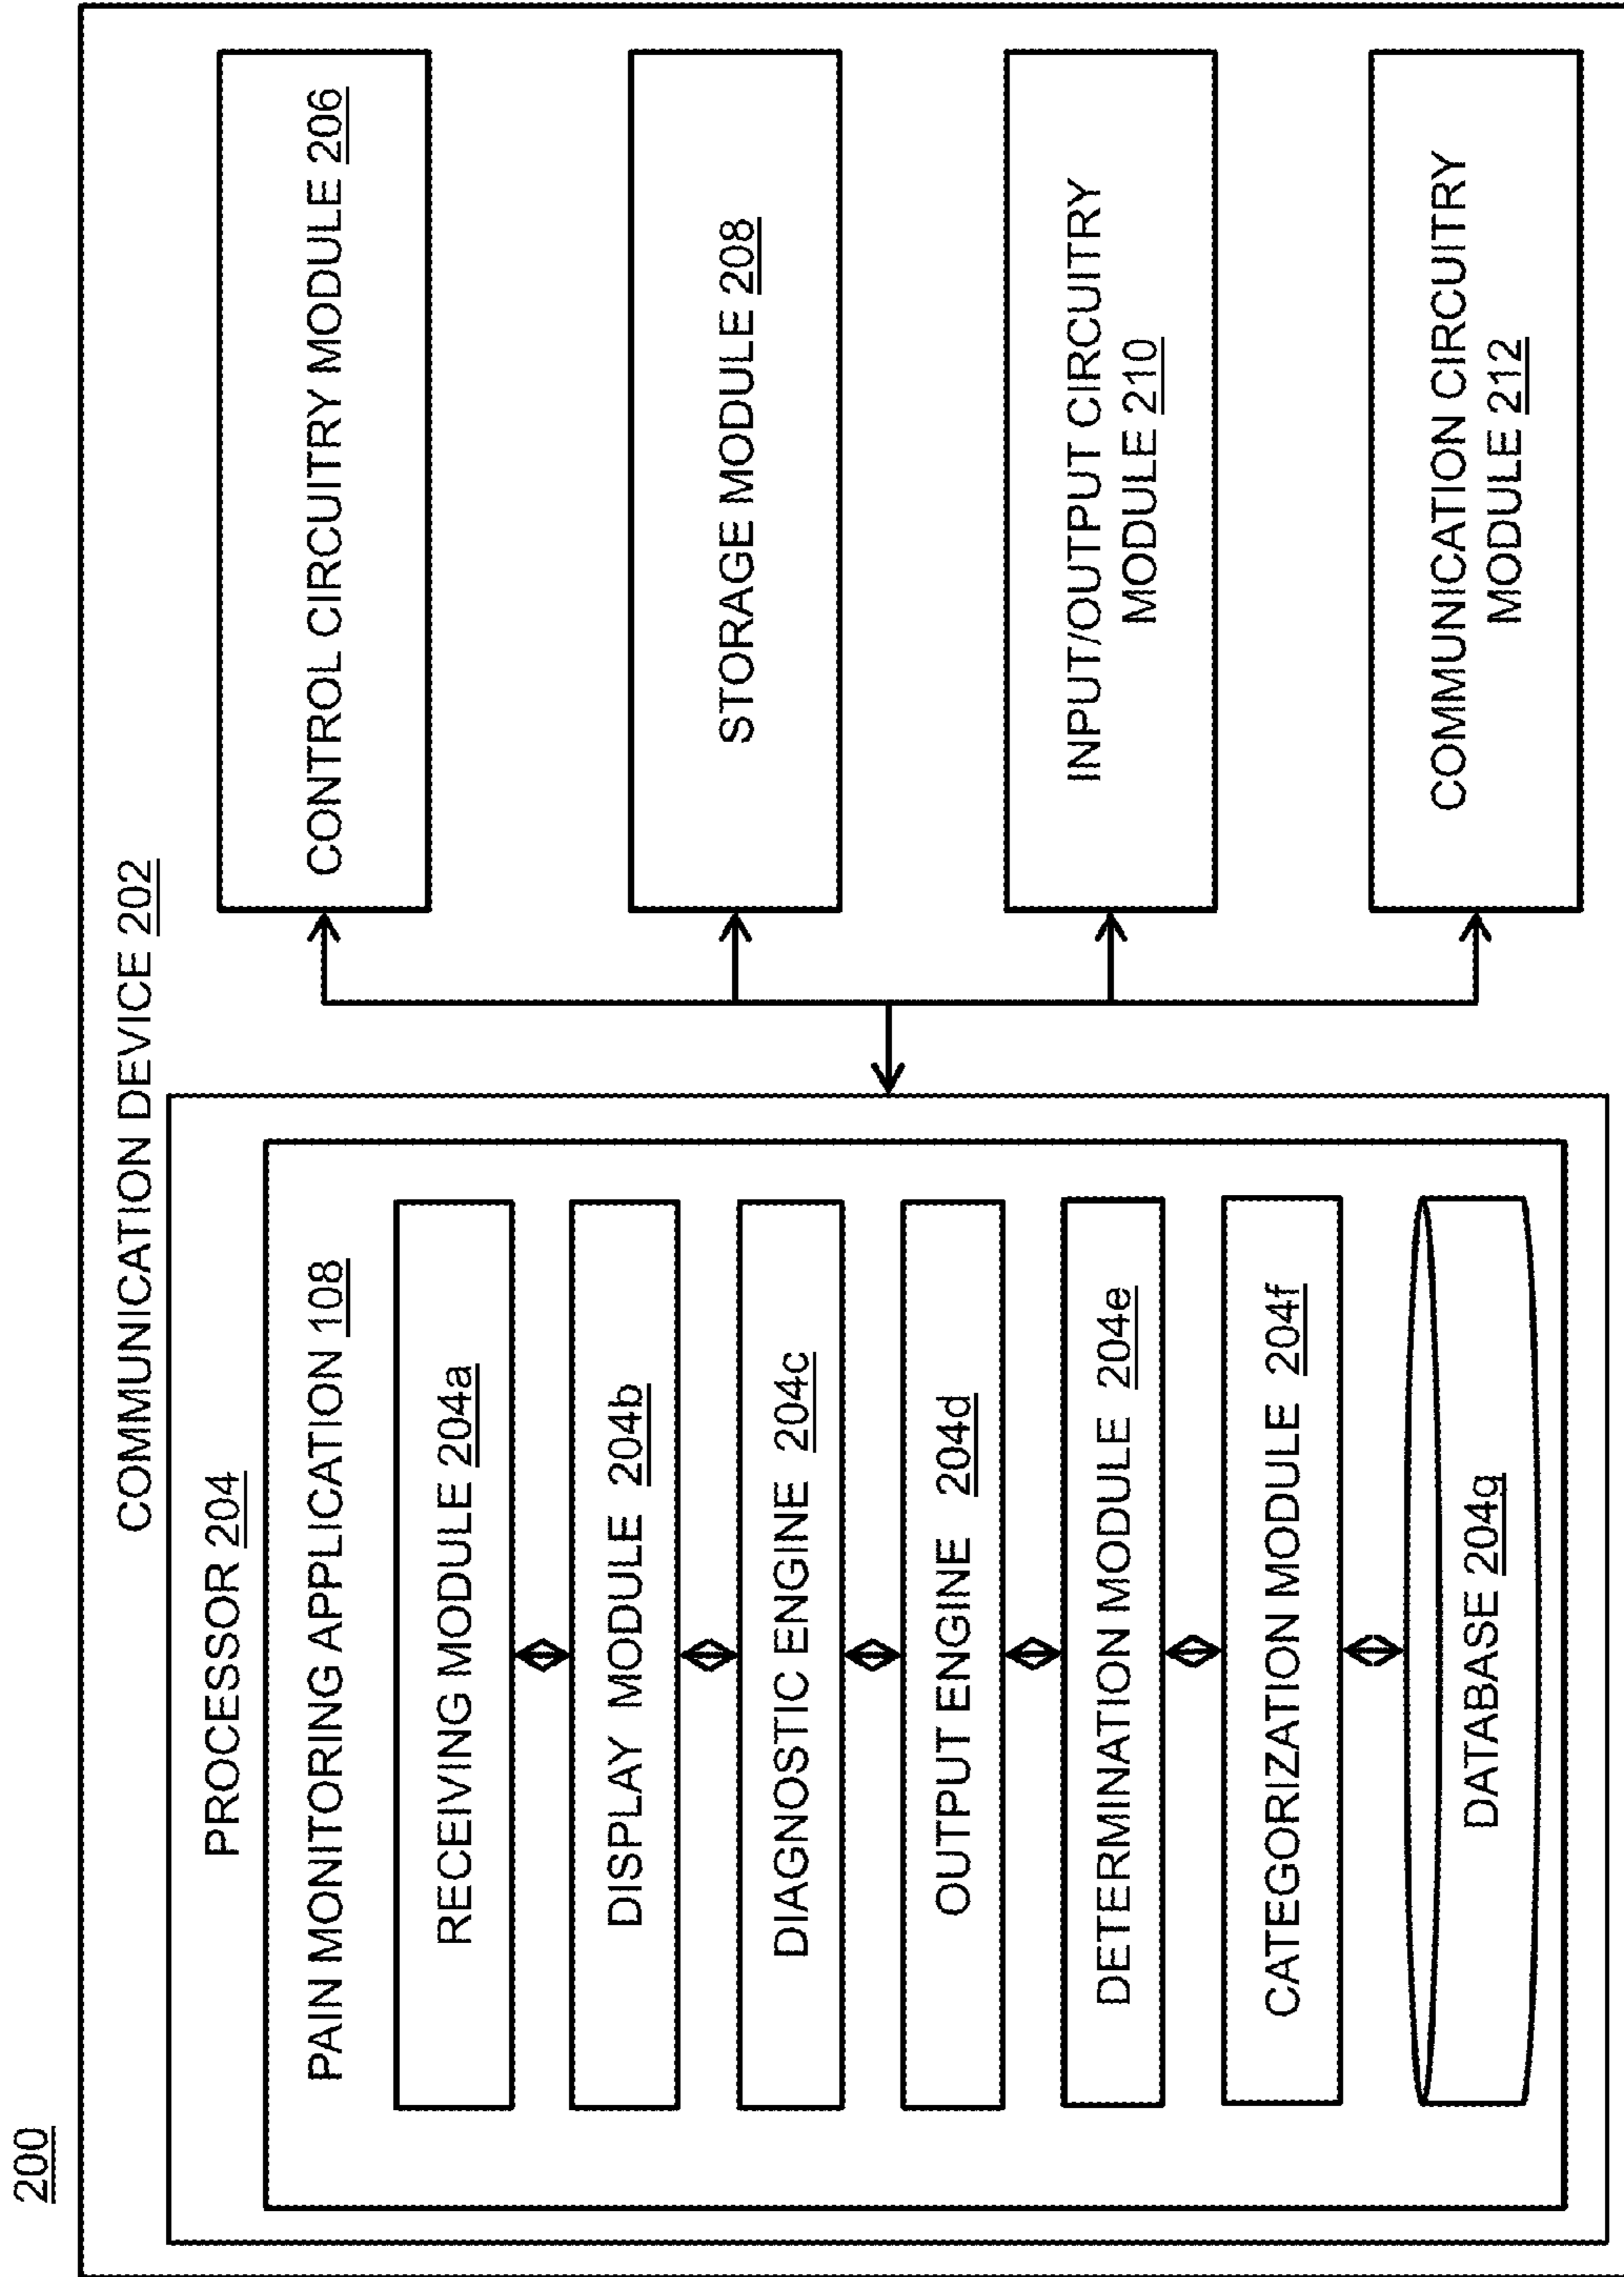 200
COMMUNICATION DEVICE 202
PROCESSOR 204
PAIN MONITORING APPLICATION 108
RECEIVING MODULE 204a
DISPLAY MODULE 204b
DIAGNOSTIC ENGINE 204c
OUTPUT ENGINE 204d
DETERMINATION MODULE 204e
CATEGORIZATION MODULE 204f
DATABASE 204g
CONTROL CIRCUITRY MODULE 206
STORAGE MODULE 208
INPUT/OUTPUT CIRCUITRY
MODULE 210
COMMUNICATION CIRCUITRY
MODULE 212